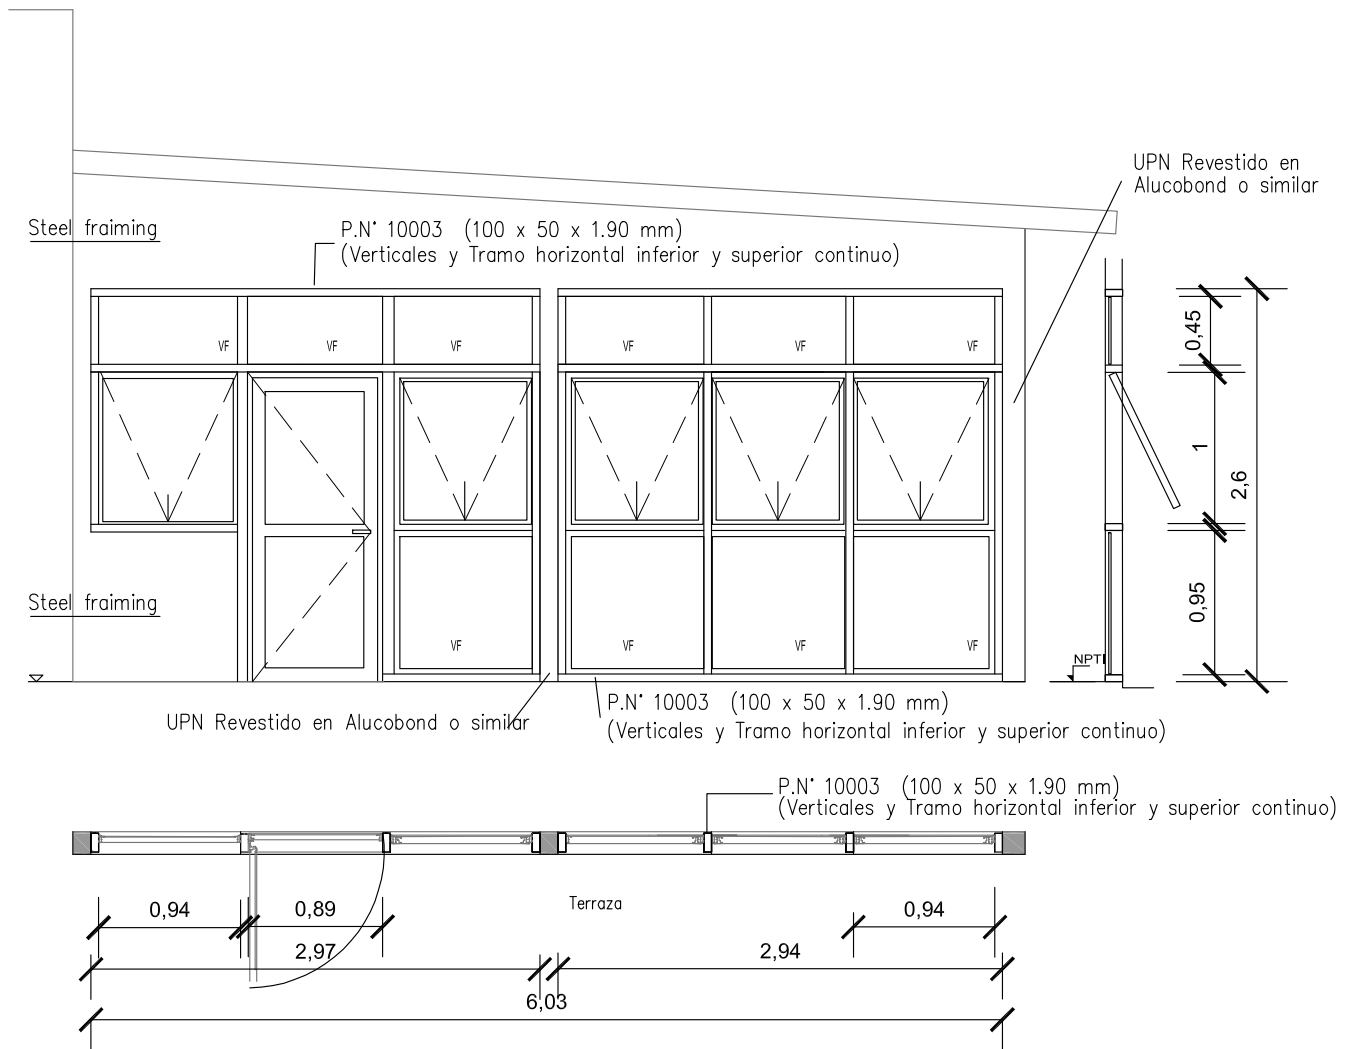 UPN Revestido en
Alucobond o similar
Steel fraiming
P.N° 10003 (100 x 50 x 1.90 mm)
(Verticales y Tramo horizontal inferior y superior continuo)
VF
VF
VF
VF
VF
VF
0,45
1
2,6
0,95
Steel fraiming
VF
VF
VF
VF
NPT
UPN Revestido en Alucobond o similar
P.N° 10003 (100 x 50 x 1.90 mm)
(Verticales y Tramo horizontal inferior y superior continuo)
P.N° 10003 (100 x 50 x 1.90 mm)
(Verticales y Tramo horizontal inferior y superior continuo)
Terraza
0,94
0,89
0,94
2,97
2,94
6,03